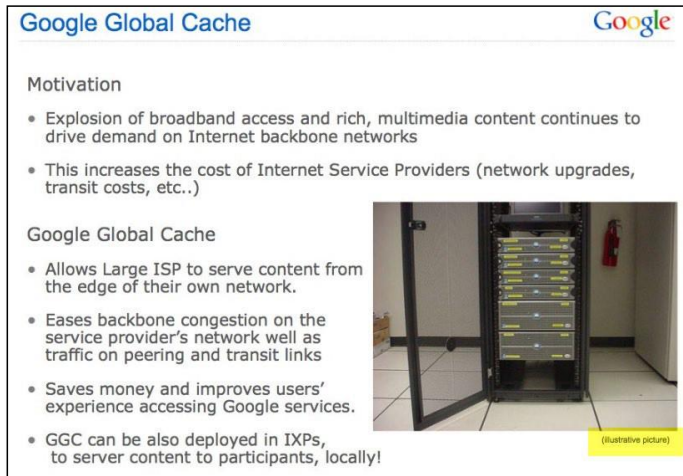 Google Global Cache
Google
Motivation
• Explosion of broadband access and rich, multimedia content continues to
drive demand on Internet backbone networks
• This increases the cost of Internet Service Providers (network upgrades,
transit costs, etc..)
Google Global Cache
• Allows Large ISP to serve content from
the edge of their own network.
• Eases backbone congestion on the
service provider's network well as
traffic on peering and transit links
• Saves money and improves users'
experience accessing Google services.
• GGC can be also deployed in IXPs,
to server content to participants, locally!
(illustrative picture)